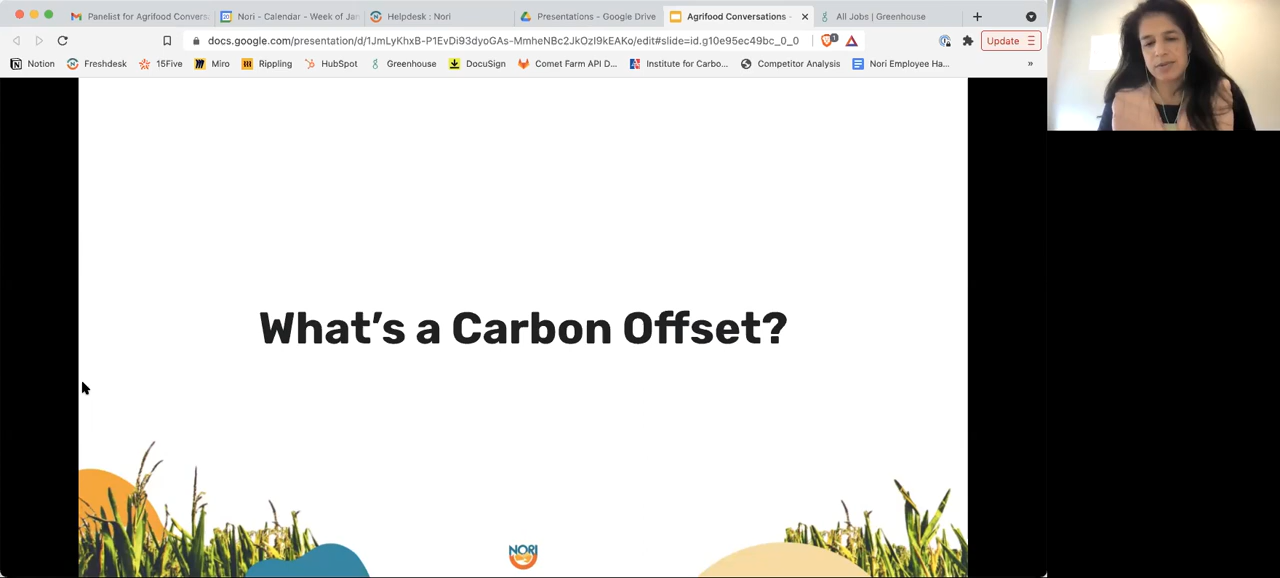 Panelist for Agrifood Convers
Nori - Calendar - Week of Jan
Helpdesk : Nori
Presentations - Google Drive
Agrifood Conversations -
All Jobs | Greenhouse
docs.google.com/presentation/d/1JmLyKhxB-P1EvDi93dyoGAs-MmheNBc2JkOzI9kEAKo/edit#slide=id.g10e95ec49bc_0_0
1
Update
Notion
Freshdesk
15Five
Miro
Rippling
HubSpot
Greenhouse
DocuSign
Comet Farm API D...
Institute for Carbo...
Competitor Analysis
Nori Employee Ha...
»
What's a Carbon Offset?
NORI